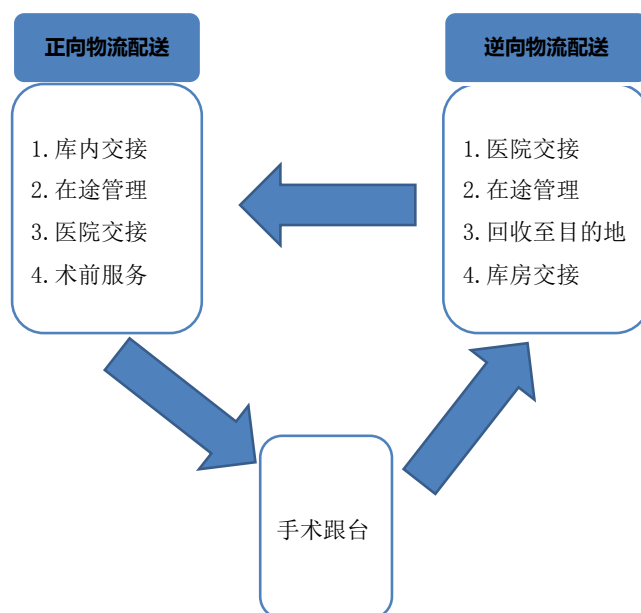 正向物流配送
1.库内交接
2.在途管理
3.医院交接
4.术前服务
逆向物流配送
1.医院交接
2.在途管理
3.回收至目的地
4.库房交接
手术跟台